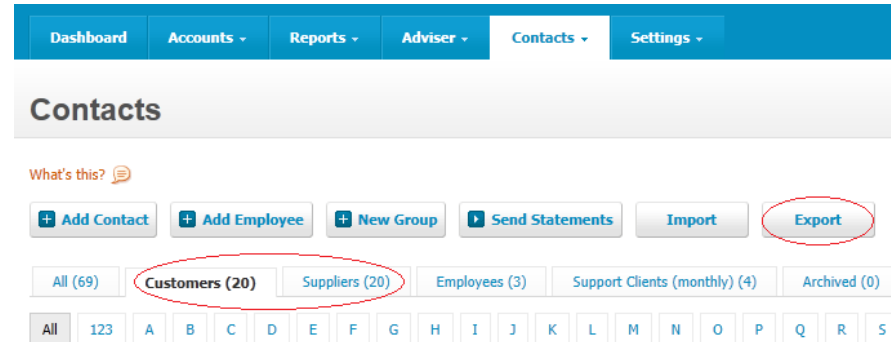 Dashboard Accounts Reports Adviser Contacts Settings
Contacts
What's this?
Add Contact Add Employee New Group Send Statements Import Export
All (69) Customers (20) Suppliers (20) Employees (3) Support Clients (monthly) (4) Archived (0)
All 123 A B C D E F G H I J K L M N O P Q R S